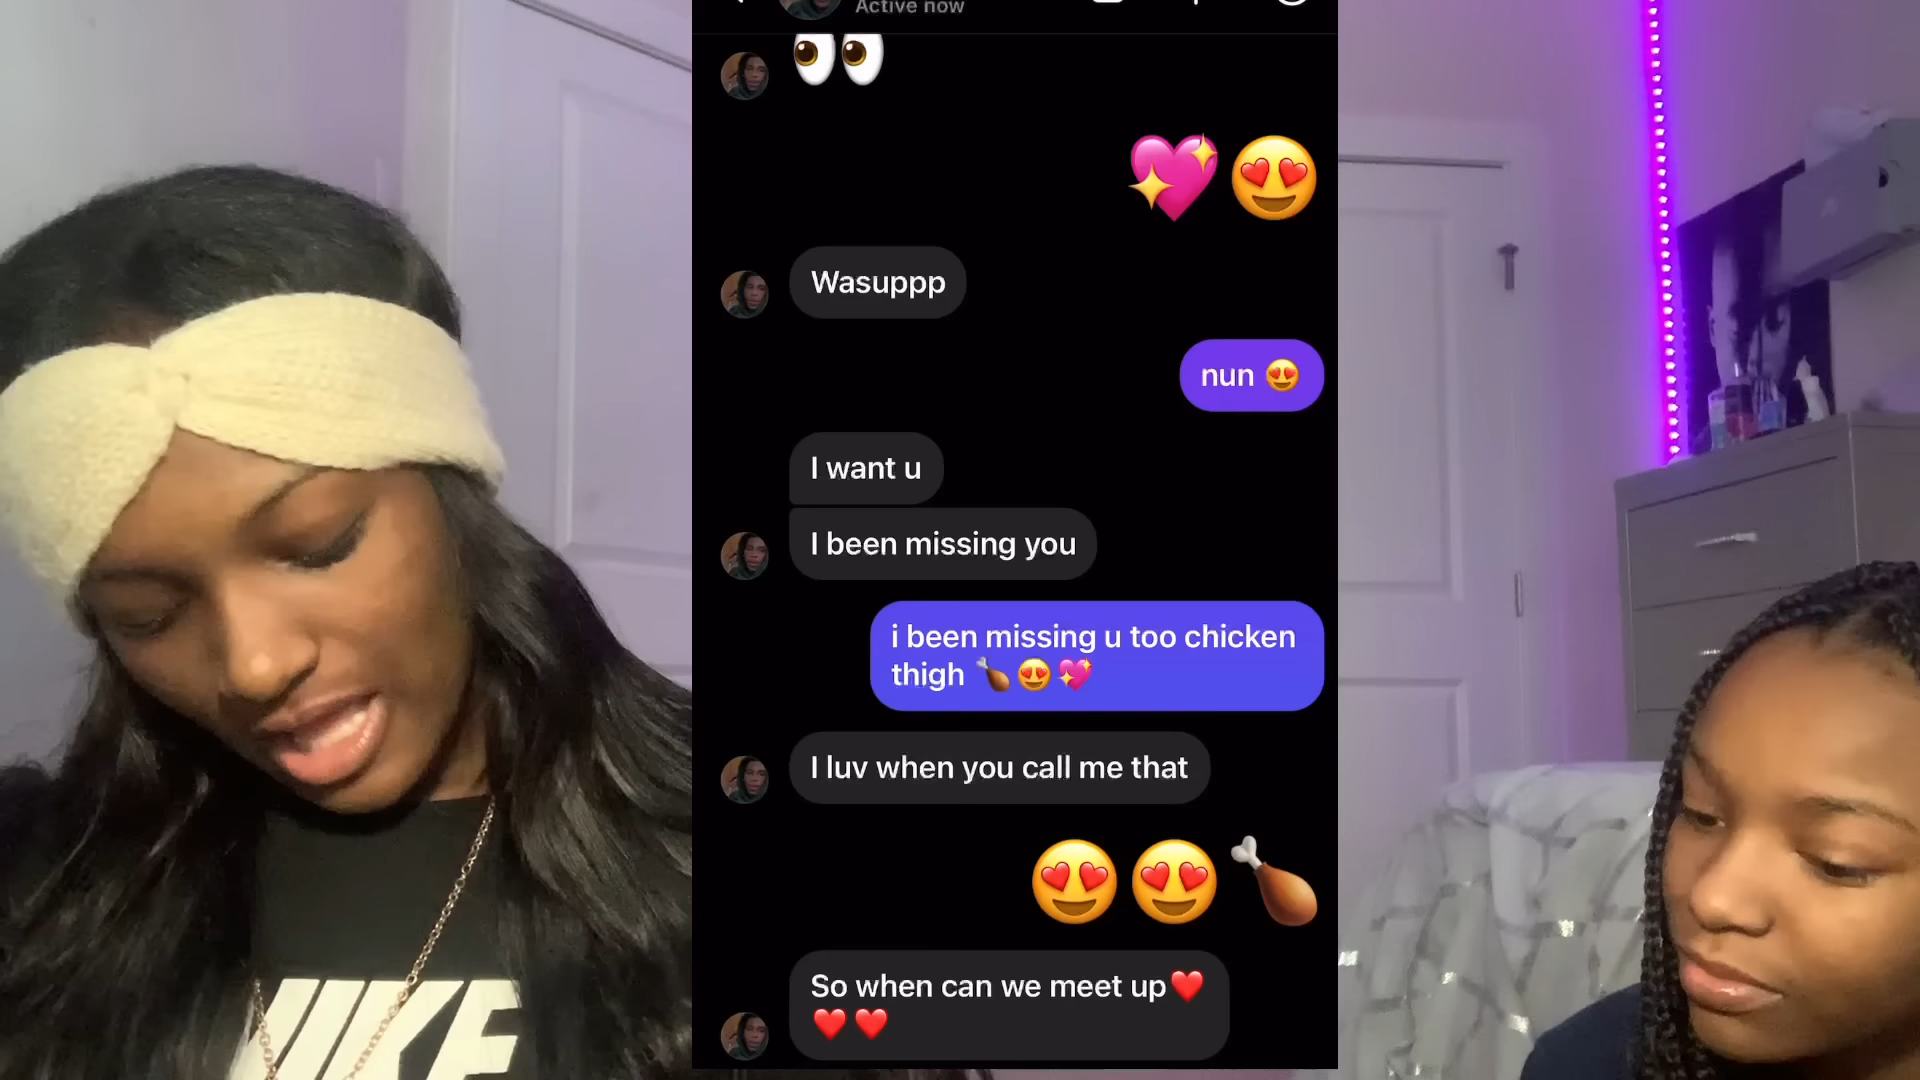 Active now
👀
💖😍
Wasuppp
nun 😍
I want u
I been missing you
i been missing u too chicken
thigh 🍗😍💖
I luv when you call me that
😍😍🍗
So when can we meet up❤️
❤️❤️
NIKE